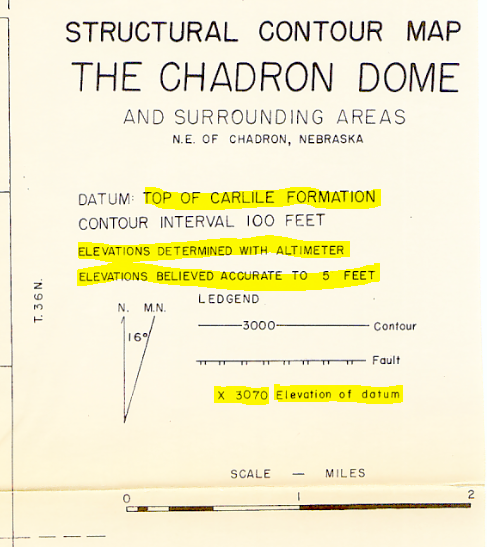 STRUCTURAL CONTOUR MAP
THE CHADRON DOME
AND SURROUNDING AREAS
N.E. OF CHADRON, NEBRASKA
DATUM: TOP OF CARLILE FORMATION
CONTOUR INTERVAL 100 FEET
ELEVATIONS DETERMINED WITH ALTIMETER
ELEVATIONS BELIEVED ACCURATE TO 5 FEET
LEDGEND
N. M.N.
16°
3000 Contour
Fault
X 3070 Elevation of datum
T. 36 N.
SCALE — MILES
0 1 2